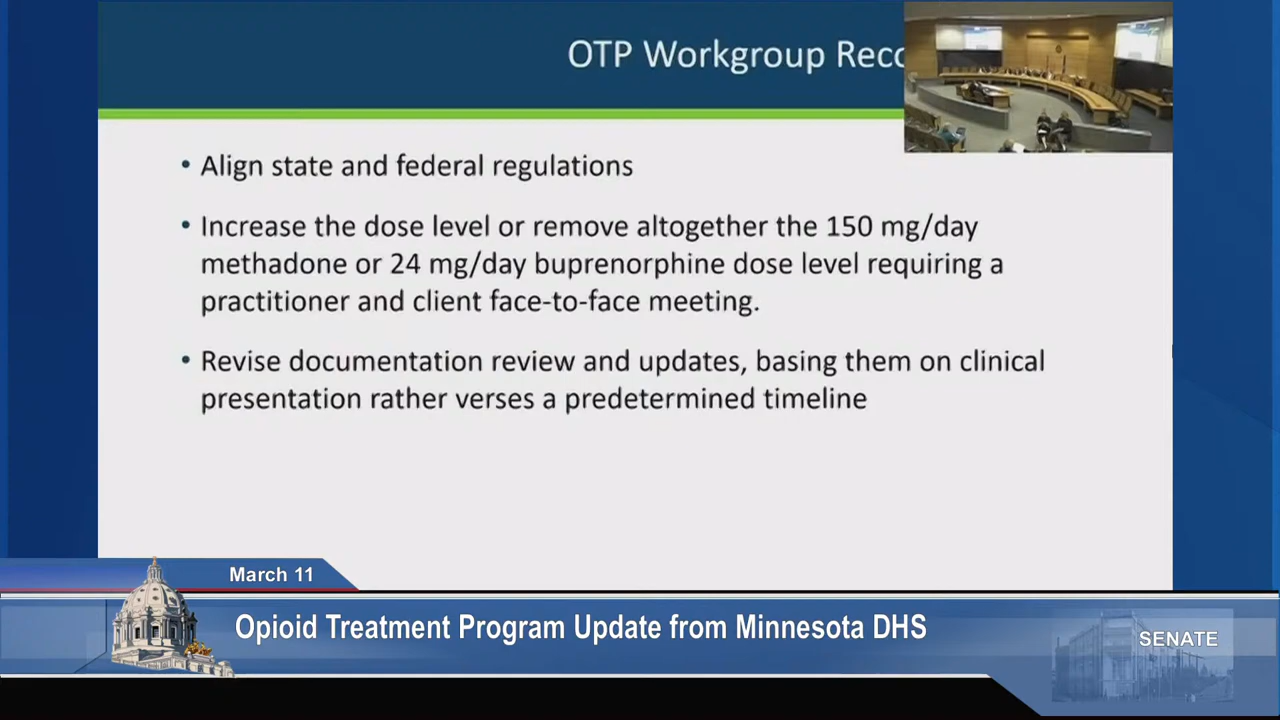 OTP Workgroup
• Align state and federal regulations
• Increase the dose level or remove altogether the 150 mg/day
methadone or 24 mg/day buprenorphine dose level requiring a
practitioner and client face-to-face meeting.
• Revise documentation review and updates, basing them on clinical
presentation rather verses a predetermined timeline
March 11
Opioid Treatment Program Update from Minnesota DHS
SENATE